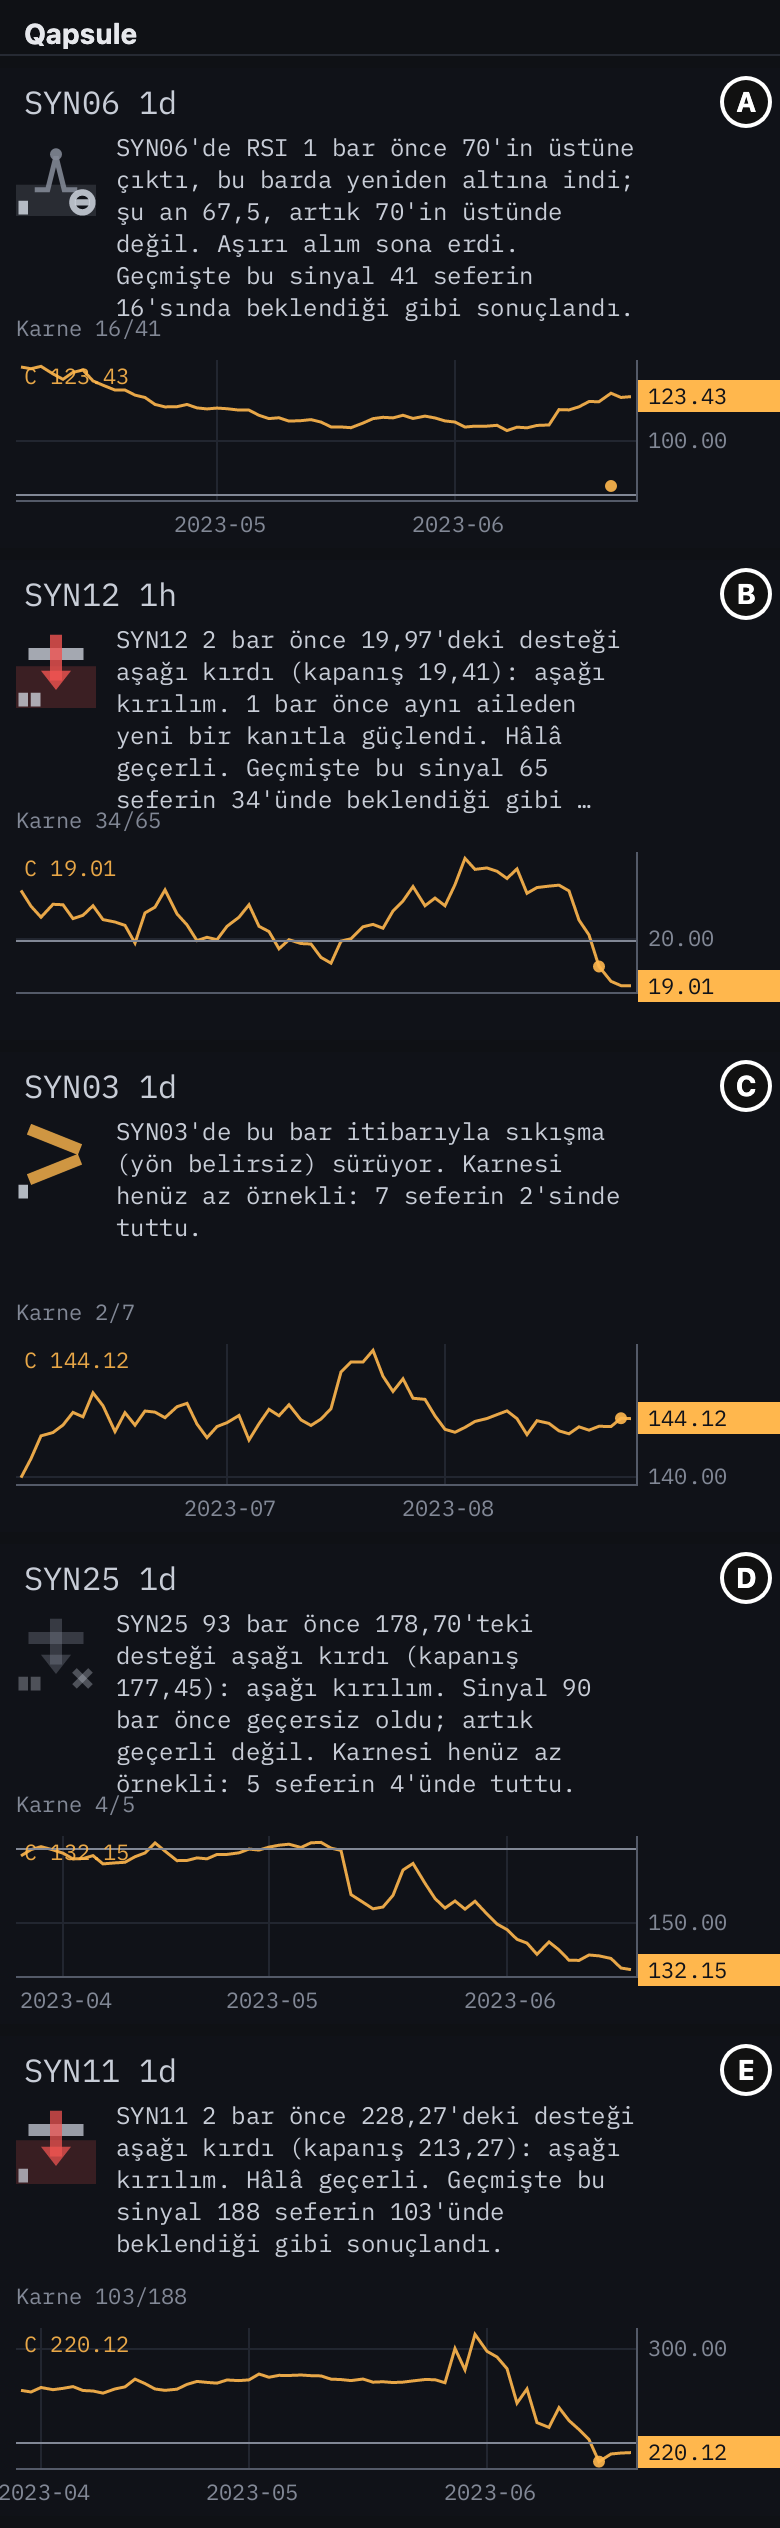 Qapsule
SYN06 1d
A
SYN06'de RSI 1 bar önce 70'in üstüne
çıktı, bu barda yeniden altına indi;
şu an 67,5, artık 70'in üstünde
değil. Aşırı alım sona erdi.
Geçmişte bu sinyal 41 seferin
16'sında beklendiği gibi sonuçlandı.
Karne 16/41
C 123.43
123.43
100.00
2023-05
2023-06
SYN12 1h
B
SYN12 2 bar önce 19,97'deki desteği
aşağı kırdı (kapanış 19,41): aşağı
kırılım. 1 bar önce aynı aileden
yeni bir kanıtla güçlendi. Hâlâ
geçerli. Geçmişte bu sinyal 65
seferin 34'ünde beklendiği gibi …
Karne 34/65
C 19.01
20.00
19.01
SYN03 1d
C
SYN03'de bu bar itibarıyla sıkışma
(yön belirsiz) sürüyor. Karnesi
henüz az örnekli: 7 seferin 2'sinde
tuttu.
Karne 2/7
C 144.12
144.12
140.00
2023-07
2023-08
SYN25 1d
D
SYN25 93 bar önce 178,70'teki
desteği aşağı kırdı (kapanış
177,45): aşağı kırılım. Sinyal 90
bar önce geçersiz oldu; artık
geçerli değil. Karnesi henüz az
örnekli: 5 seferin 4'ünde tuttu.
Karne 4/5
C 132.15
150.00
132.15
2023-04
2023-05
2023-06
SYN11 1d
E
SYN11 2 bar önce 228,27'deki desteği
aşağı kırdı (kapanış 213,27): aşağı
kırılım. Hâlâ geçerli. Geçmişte bu
sinyal 188 seferin 103'ünde
beklendiği gibi sonuçlandı.
Karne 103/188
C 220.12
300.00
220.12
2023-04
2023-05
2023-06